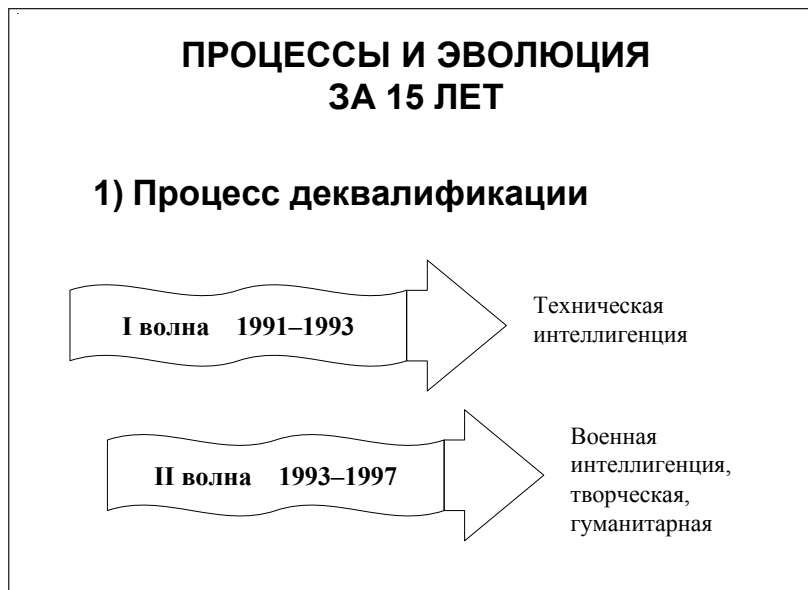 ПРОЦЕССЫ И ЭВОЛЮЦИЯ
ЗА 15 ЛЕТ
1) Процесс деквалификации
I волна 1991–1993
Техническая
интеллигенция
II волна 1993–1997
Военная
интеллигенция,
творческая,
гуманитарная